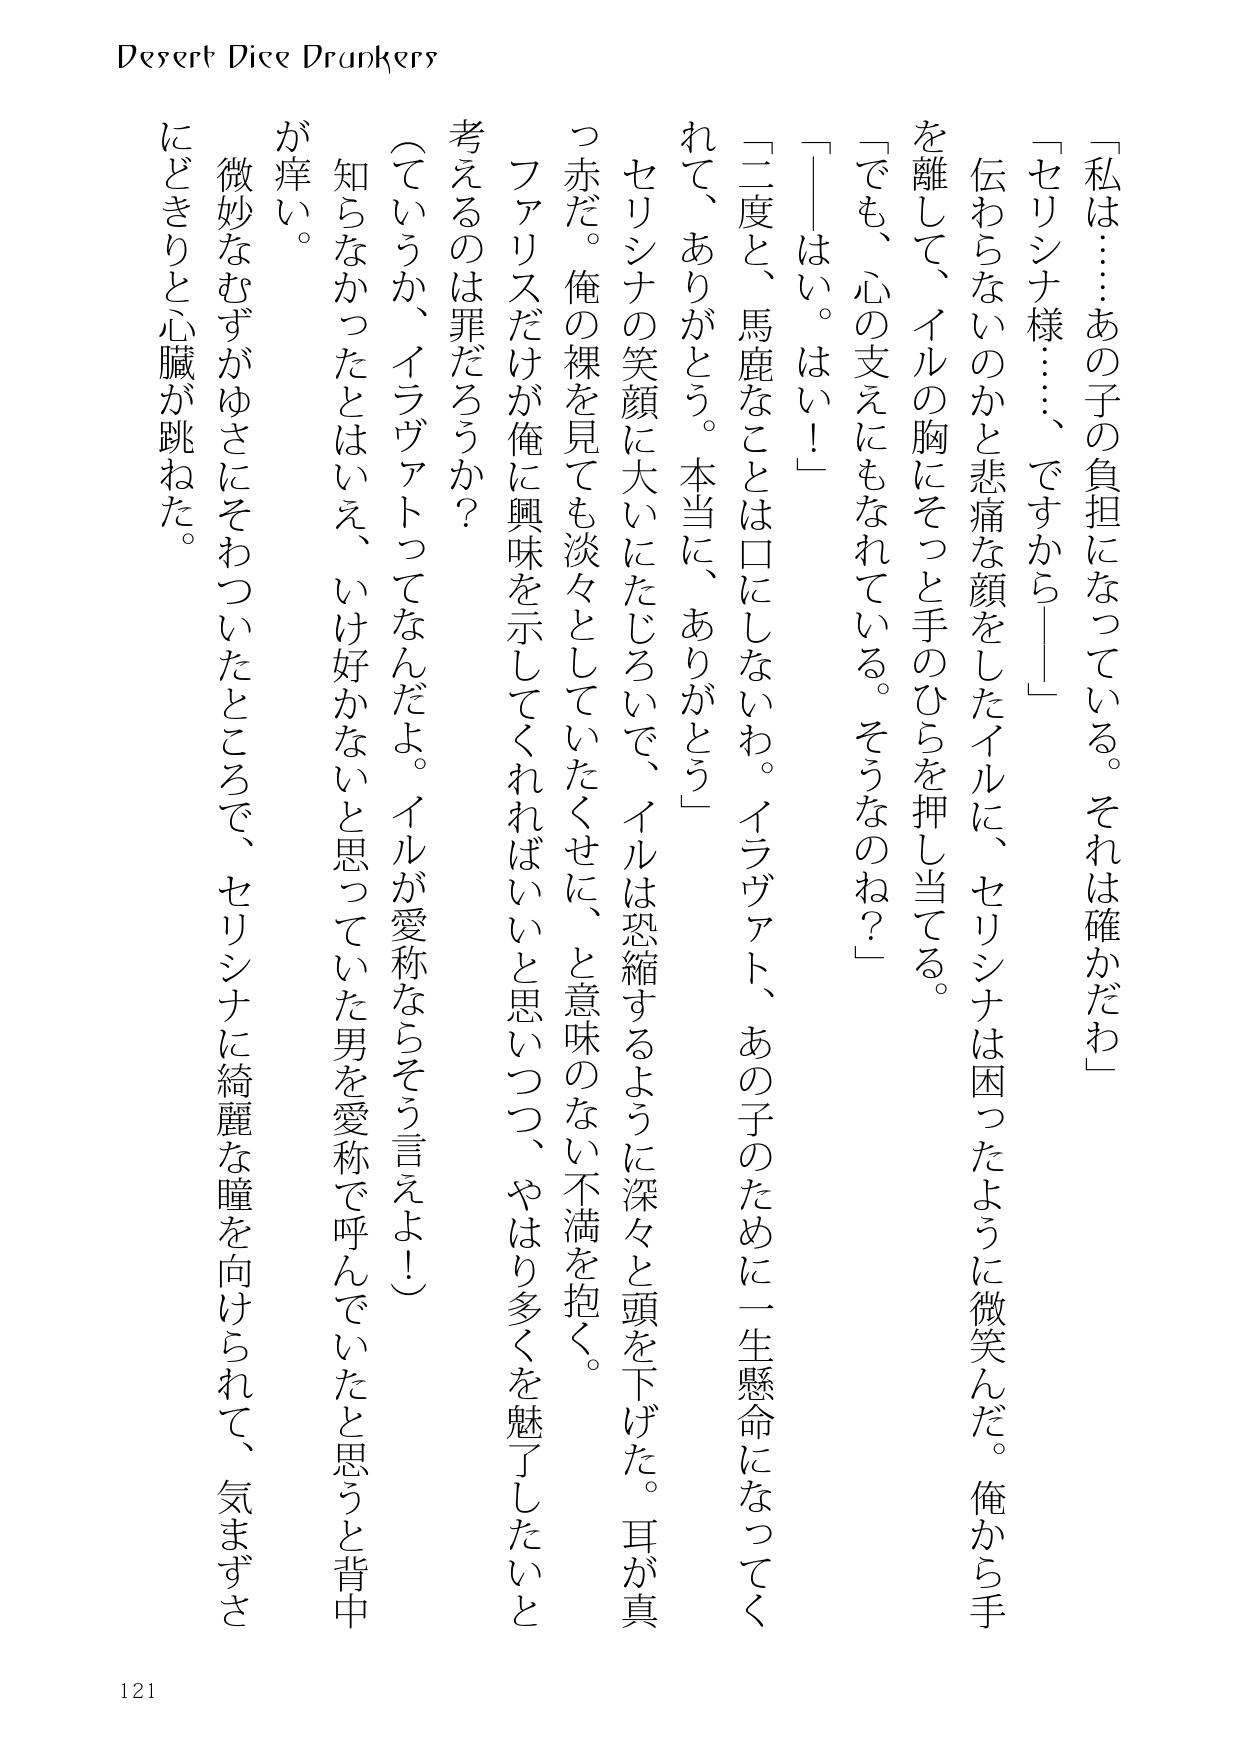 Desert Dice Drunkers
「私は……あの子の負担になっている。それは確かだわ」
「セリシナ様……、ですから――」
　伝わらないのかと悲痛な顔をしたイルに、セリシナは困ったように微笑んだ。俺から手
を離して、イルの胸にそっと手のひらを押し当てる。
「でも、心の支えにもなれている。そうなのね？」
「――はい。はい！」
「二度と、馬鹿なことは口にしないわ。イラヴァト、あの子のために一生懸命になってく
れて、ありがとう。本当に、ありがとう」
　セリシナの笑顔に大いにたじろいで、イルは恐縮するように深々と頭を下げた。耳が真
っ赤だ。俺の裸を見ても淡々としていたくせに、と意味のない不満を抱く。
　ファリスだけが俺に興味を示してくれればいいと思いつつ、やはり多くを魅了したいと
考えるのは罪だろうか？
（ていうか、イラヴァトってなんだよ。イルが愛称ならそう言えよ！）
　知らなかったとはいえ、いけ好かないと思っていた男を愛称で呼んでいたと思うと背中
が痒い。
　微妙なむずがゆさにそわついたところで、セリシナに綺麗な瞳を向けられて、気まずさ
にどきりと心臓が跳ねた。
121